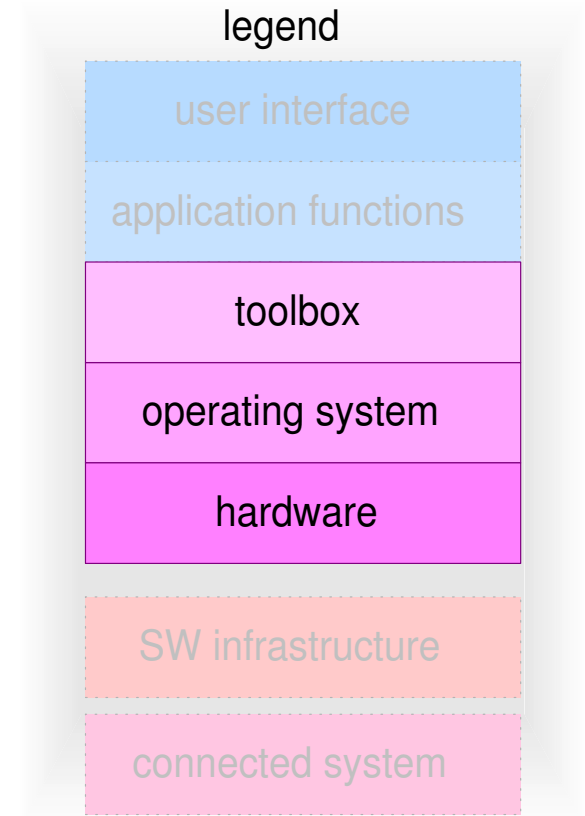 legend
user interface
application functions
toolbox
operating system
hardware
SW infrastructure
connected system